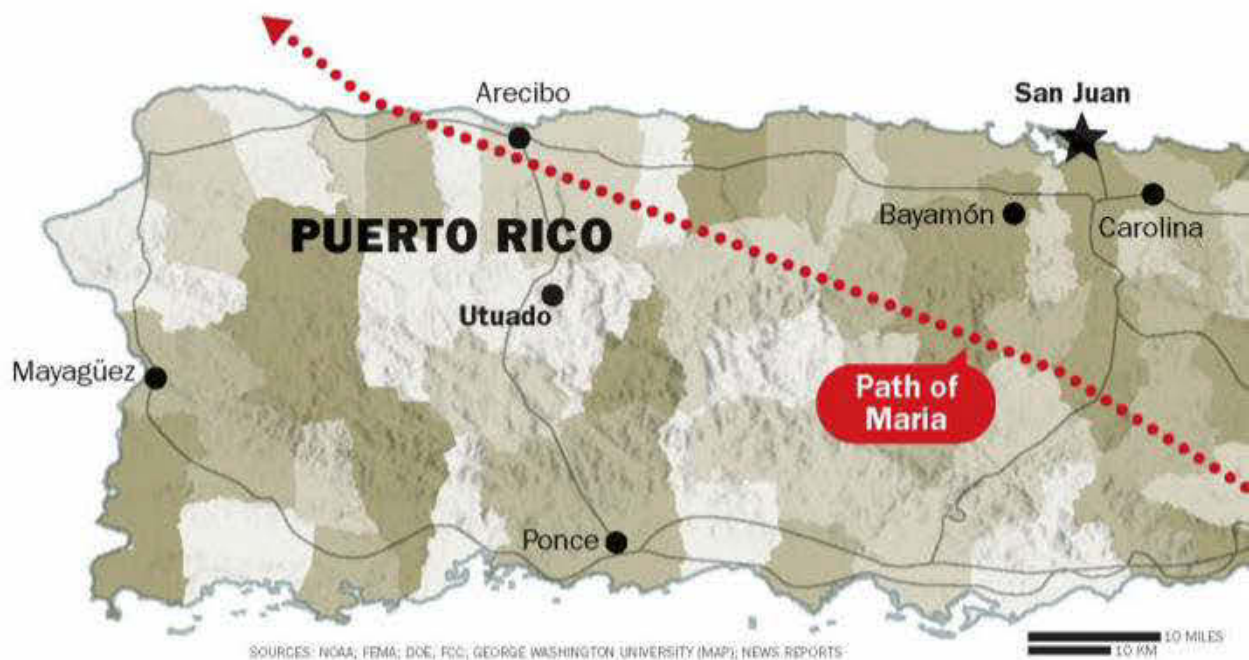 Arecibo
San Juan
PUERTO RICO
Bayamón
Carolina
Utuado
Mayagüez
Path of
Maria
Ponce
10 MILES
10 KM
SOURCES: NOAA; FEMA; DOE, FCC; GEORGE WASHINGTON UNIVERSITY (MAP); NEWS REPORTS